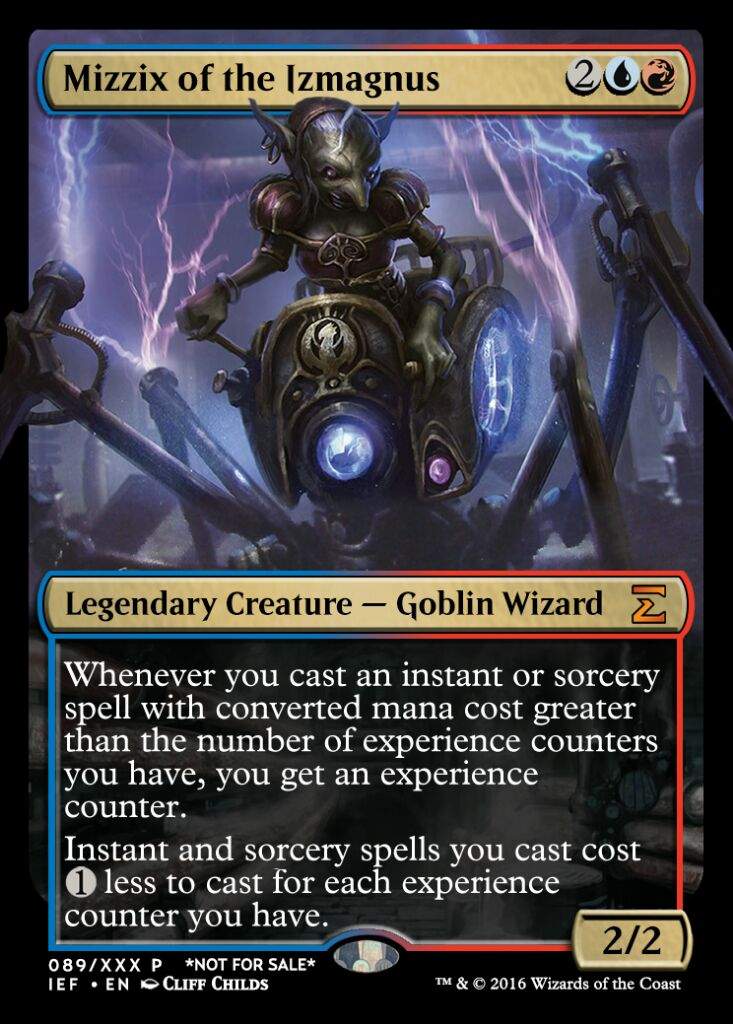 Mizzix of the Izmagnus 2
Legendary Creature — Goblin Wizard
Whenever you cast an instant or sorcery
spell with converted mana cost greater
than the number of experience counters
you have, you get an experience
counter.
Instant and sorcery spells you cast cost
1 less to cast for each experience
counter you have.
2/2
089/XXX P *NOT FOR SALE*
IEF • EN CLIFF CHILDS
™ & © 2016 Wizards of the Coast